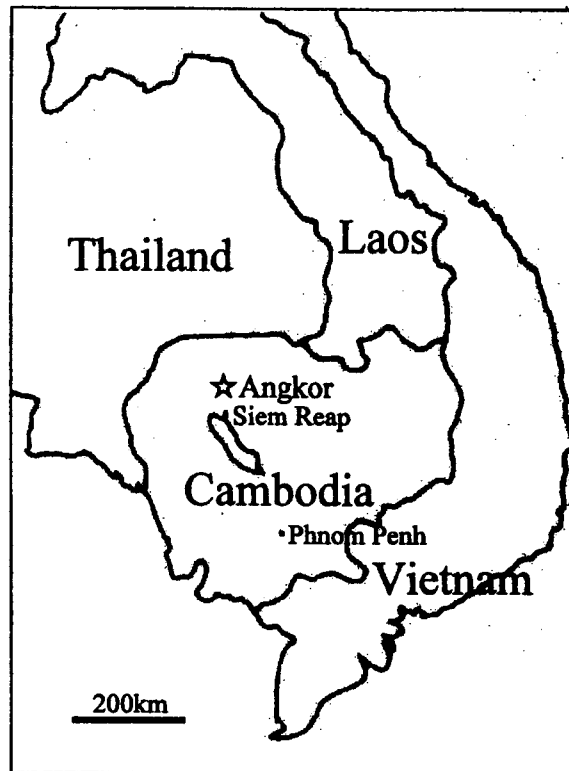 Laos
Thailand
☆Angkor
Siem Reap
Cambodia
Phnom Penh
Vietnam
200km